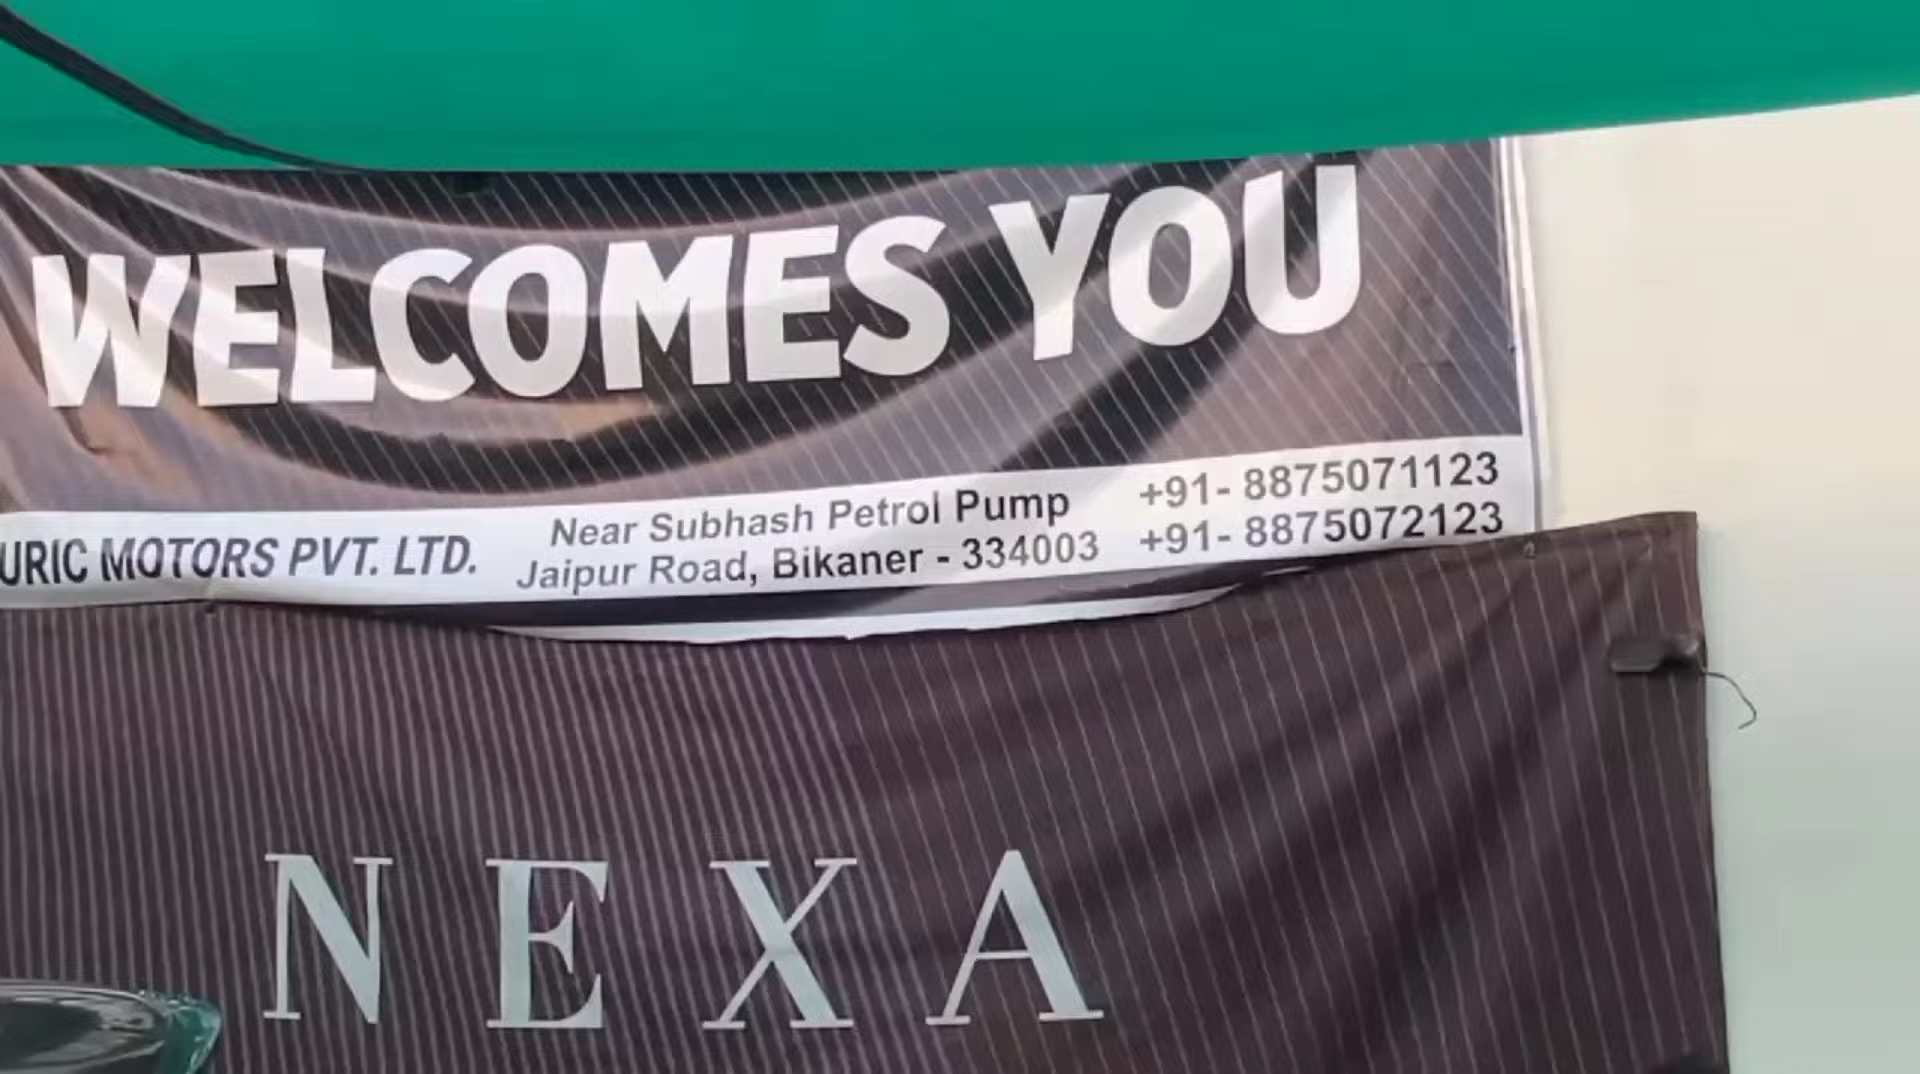 WELCOMES YOU
URIC MOTORS PVT. LTD.
Near Subhash Petrol Pump
Jaipur Road, Bikaner - 334003
+91- 8875071123
+91- 8875072123
NEXA